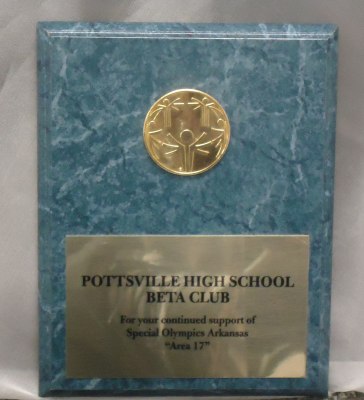 POTTSVILLE HIGH SCHOOL
BETA CLUB
For your continued support of
Special Olympics Arkansas
"Area 17"